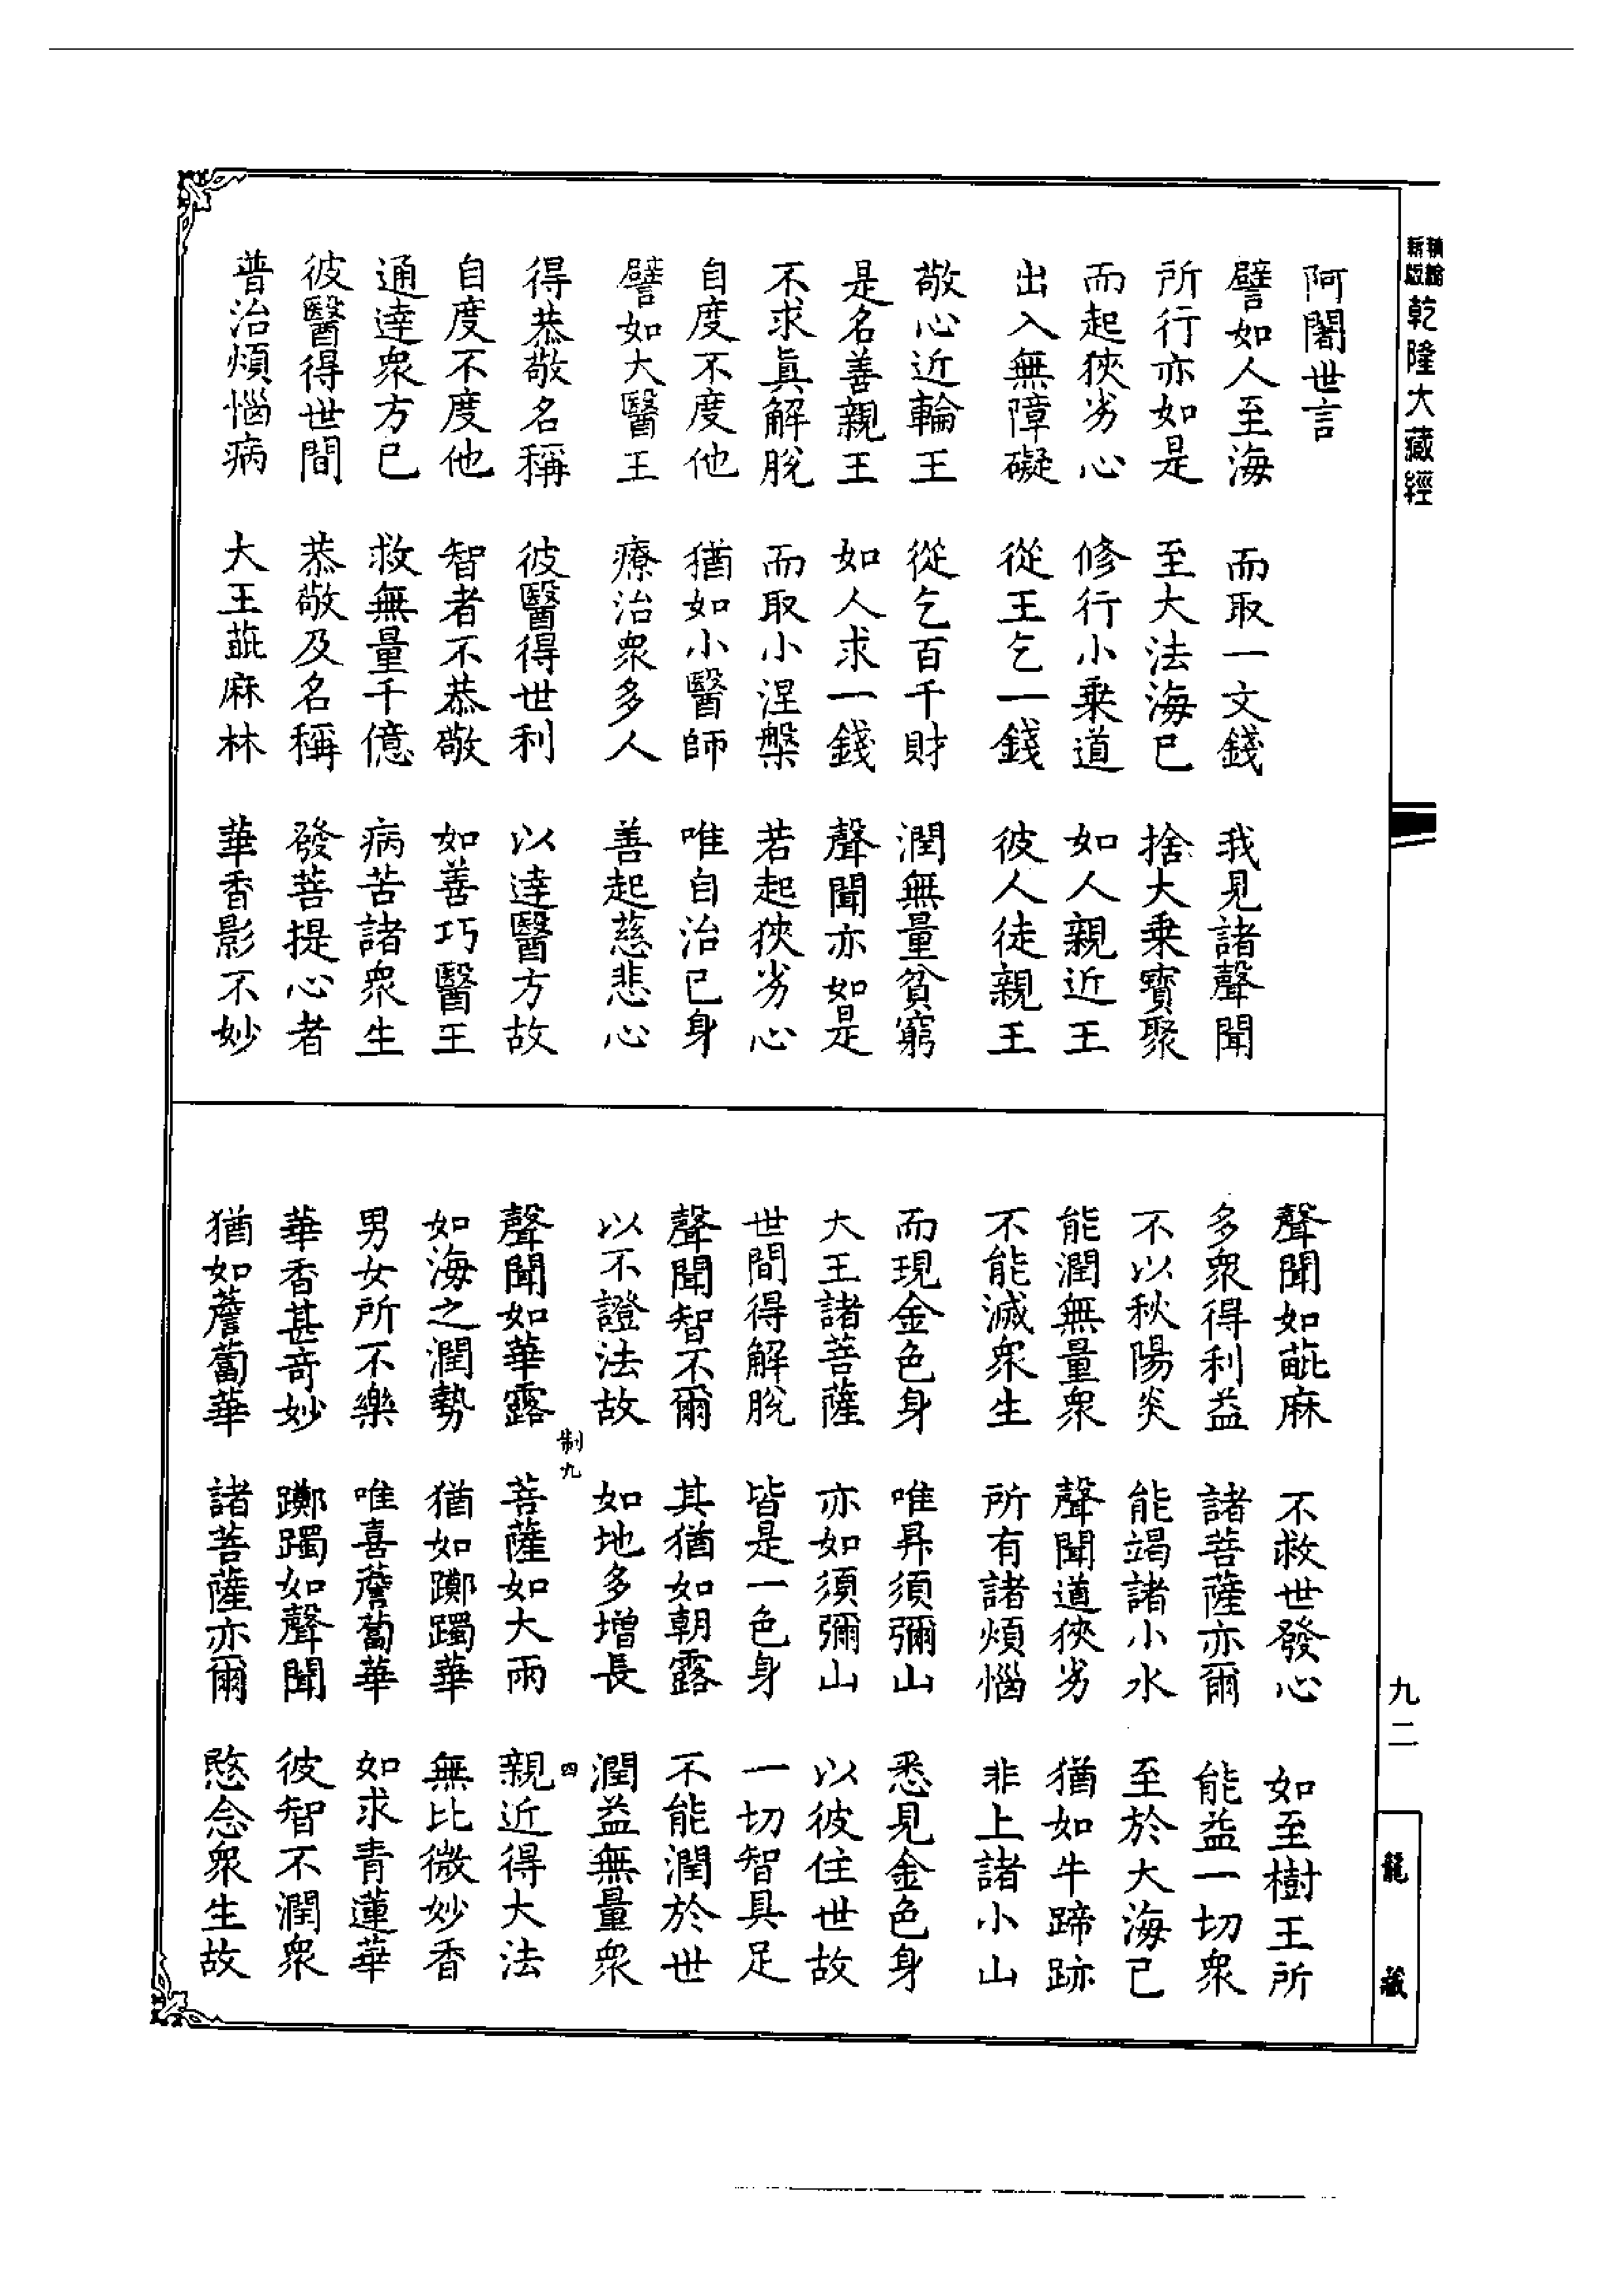 新編縮版乾隆大藏經
阿闍世言
譬如人至海　而取一文錢　我見諸聲聞
所行亦如是　至大法海已　捨大乗寶聚
而起狹劣心　修行小乗道　如人親近王
出入無障礙　從王乞一錢　彼人徒親王
敬心近輪王　從乞百千財　潤無量貧窮
是名善親王　如人求一錢　聲聞亦如是
不求眞解脫　而取小涅槃　若起狹劣心
自度不度他　猶如小醫師　唯自治已身
譬如大醫王　療治衆多人　善起慈悲心
得恭敬名稱　彼醫得世利　以達醫方故
自度不度他　智者不恭敬　如善巧醫王
通達衆方已　救無量千億　病苦諸衆生
彼醫得世間　恭敬及名稱　發菩提心者
普治煩惱病　大王蓖麻林　華香影不妙
聲聞如蓖麻　不救世發心　如至樹王所
多衆得利益　諸菩薩亦爾　能益一切衆
不以秋陽炎　能竭諸小水　至於大海已
能潤無量衆　聲聞道狹劣　猶如牛蹄跡
不能滅衆生　所有諸煩惱　非上諸小山
而現金色身　唯昇須彌山　悉見金色身
大王諸菩薩　亦如須彌山　以彼住世故
世間得解脫　皆是一色身　一切智具足
聲聞智不爾　其猶如朝露　不能潤於世
以不證法故　如地多增長　潤益無量衆
制九　四
聲聞如華露　菩薩如大雨　親近得大法
如海之潤勢　猶如躑躅華　無比微妙香
男女所不樂　唯喜薝蔔華　如求青蓮華
華香甚奇妙　躑躅如聲聞　彼智不潤衆
猶如薝蔔華　諸菩薩亦爾　愍念衆生故
九二
龍藏